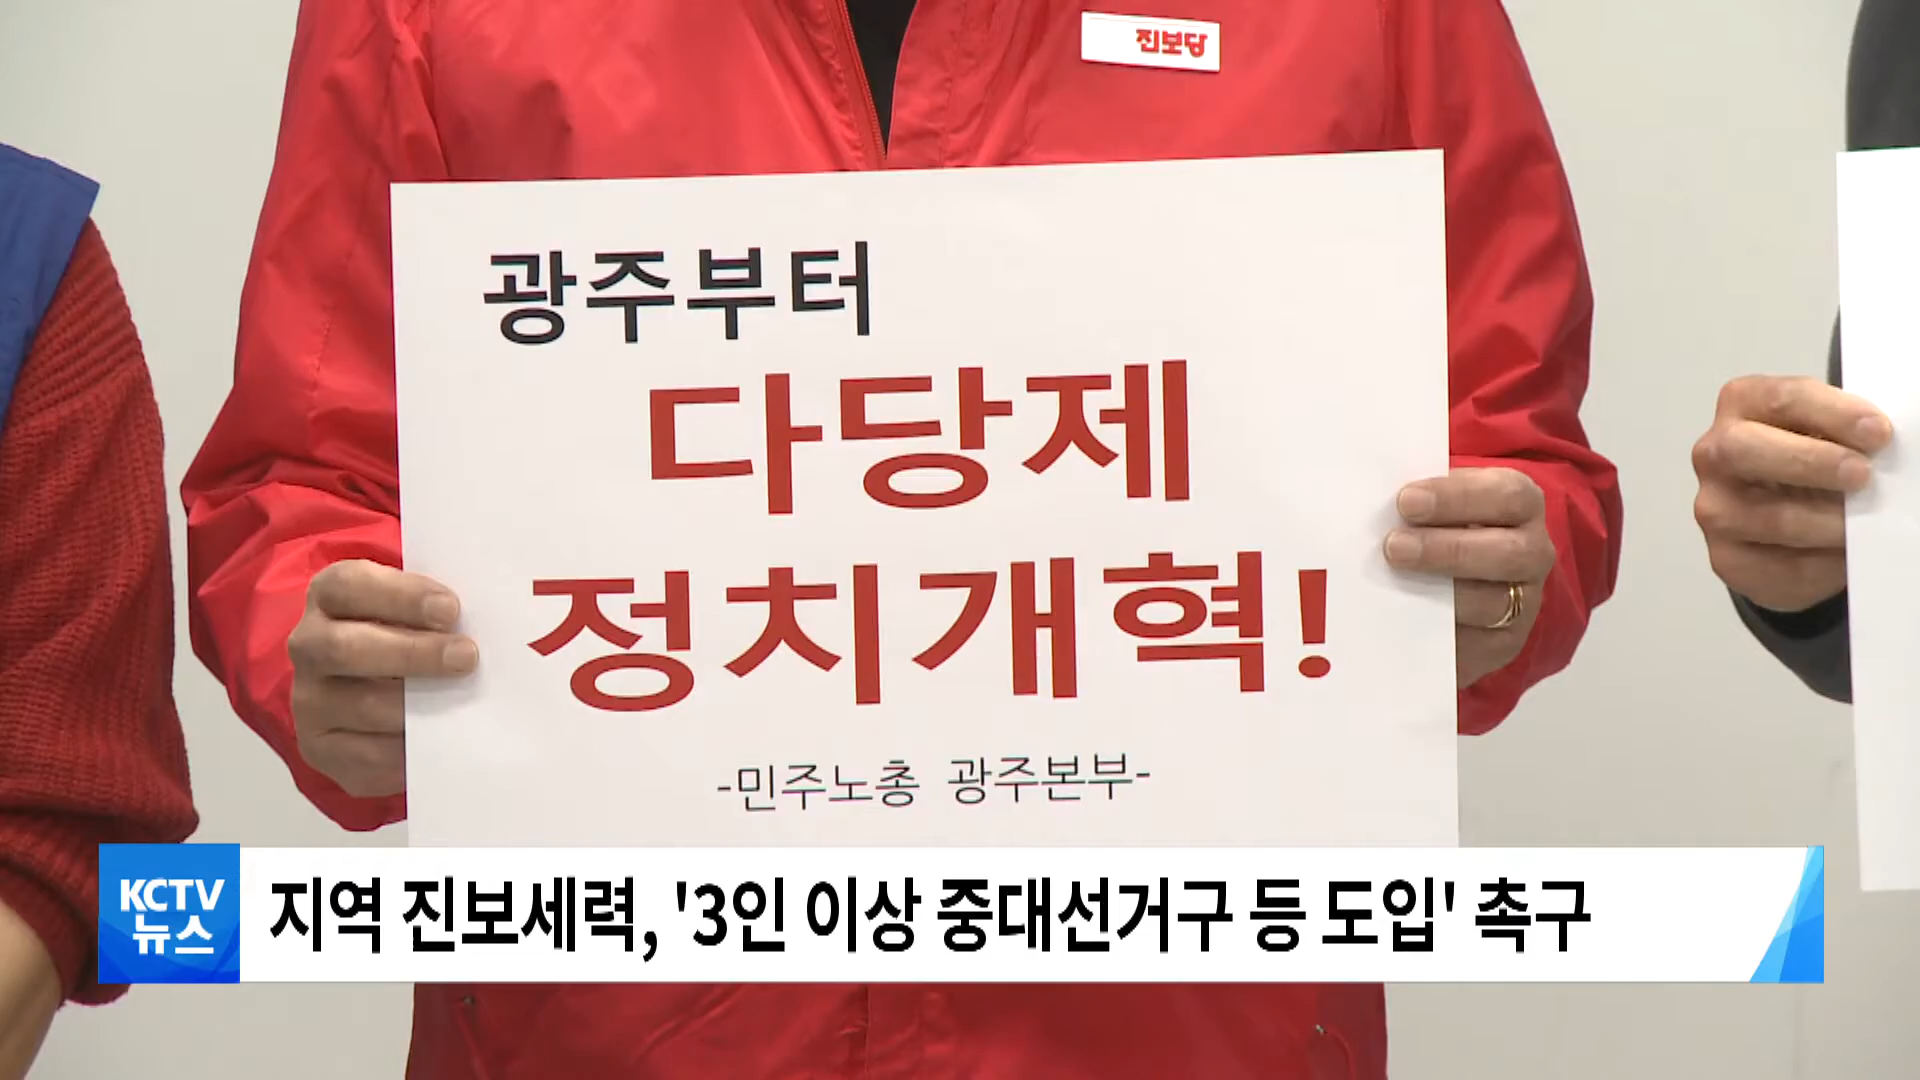 진보당
광주부터
다당제
정치개혁!
-민주노총 광주본부-
KCTV
뉴스
지역 진보세력, '3인 이상 중대선거구 등 도입' 촉구